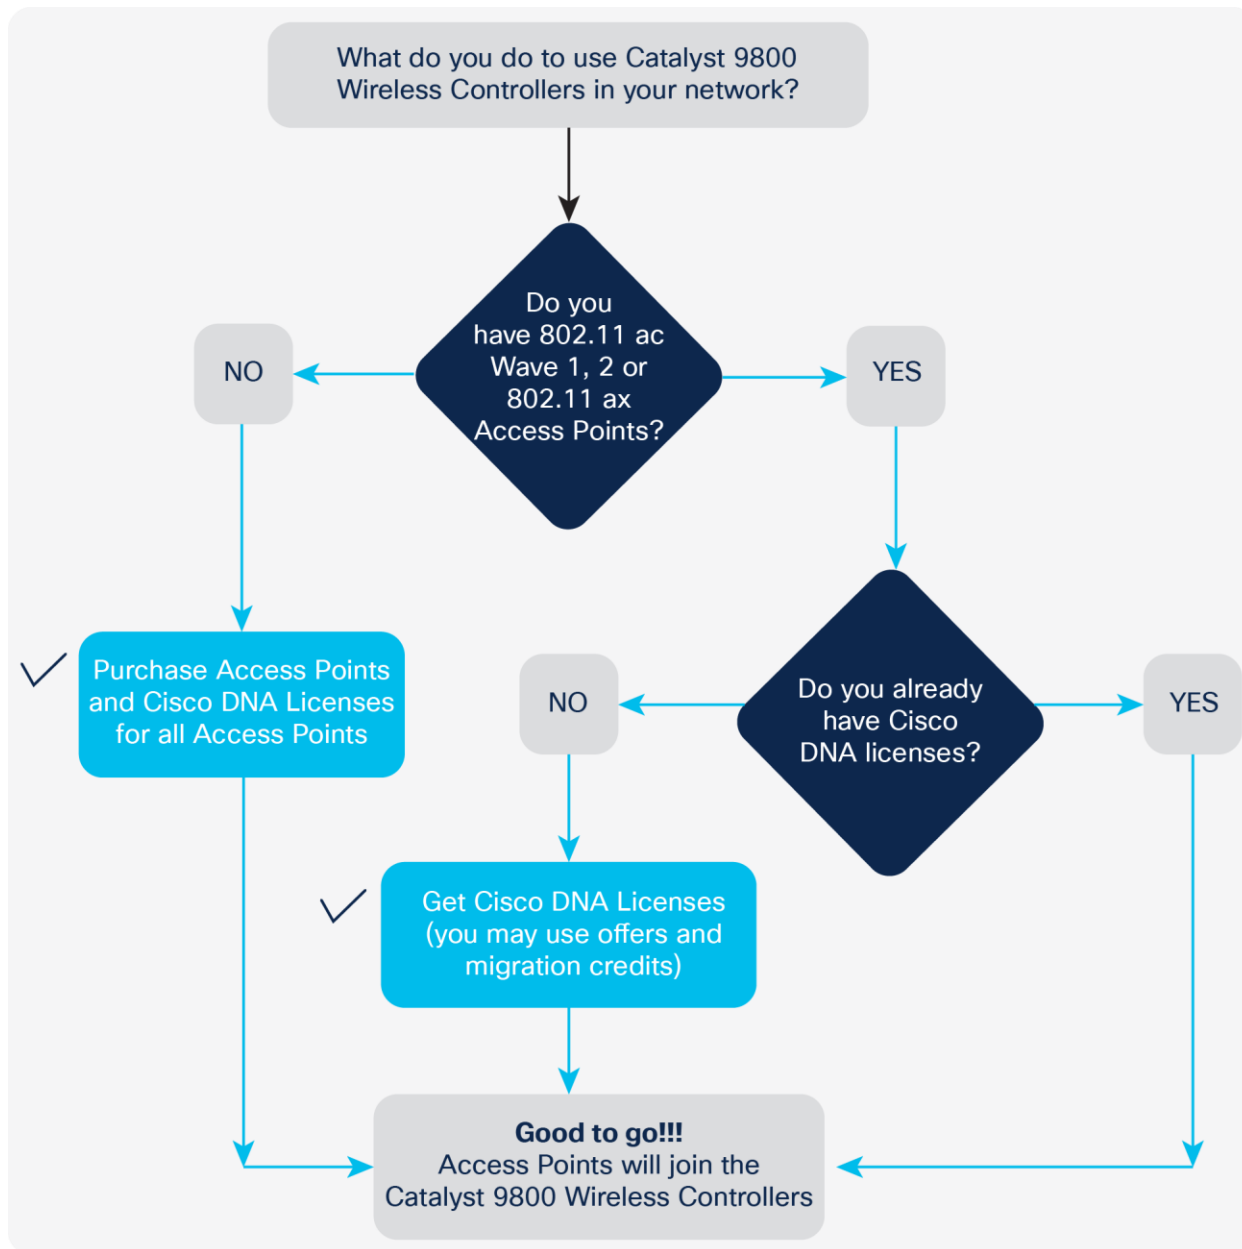 What do you do to use Catalyst 9800
Wireless Controllers in your network?
Do you
have 802.11 ac
Wave 1, 2 or
802.11 ax
Access Points?
NO
YES
Purchase Access Points
and Cisco DNA Licenses
for all Access Points
NO
Do you already
have Cisco
DNA licenses?
YES
Get Cisco DNA Licenses
(you may use offers and
migration credits)
Good to go!!!
Access Points will join the
Catalyst 9800 Wireless Controllers